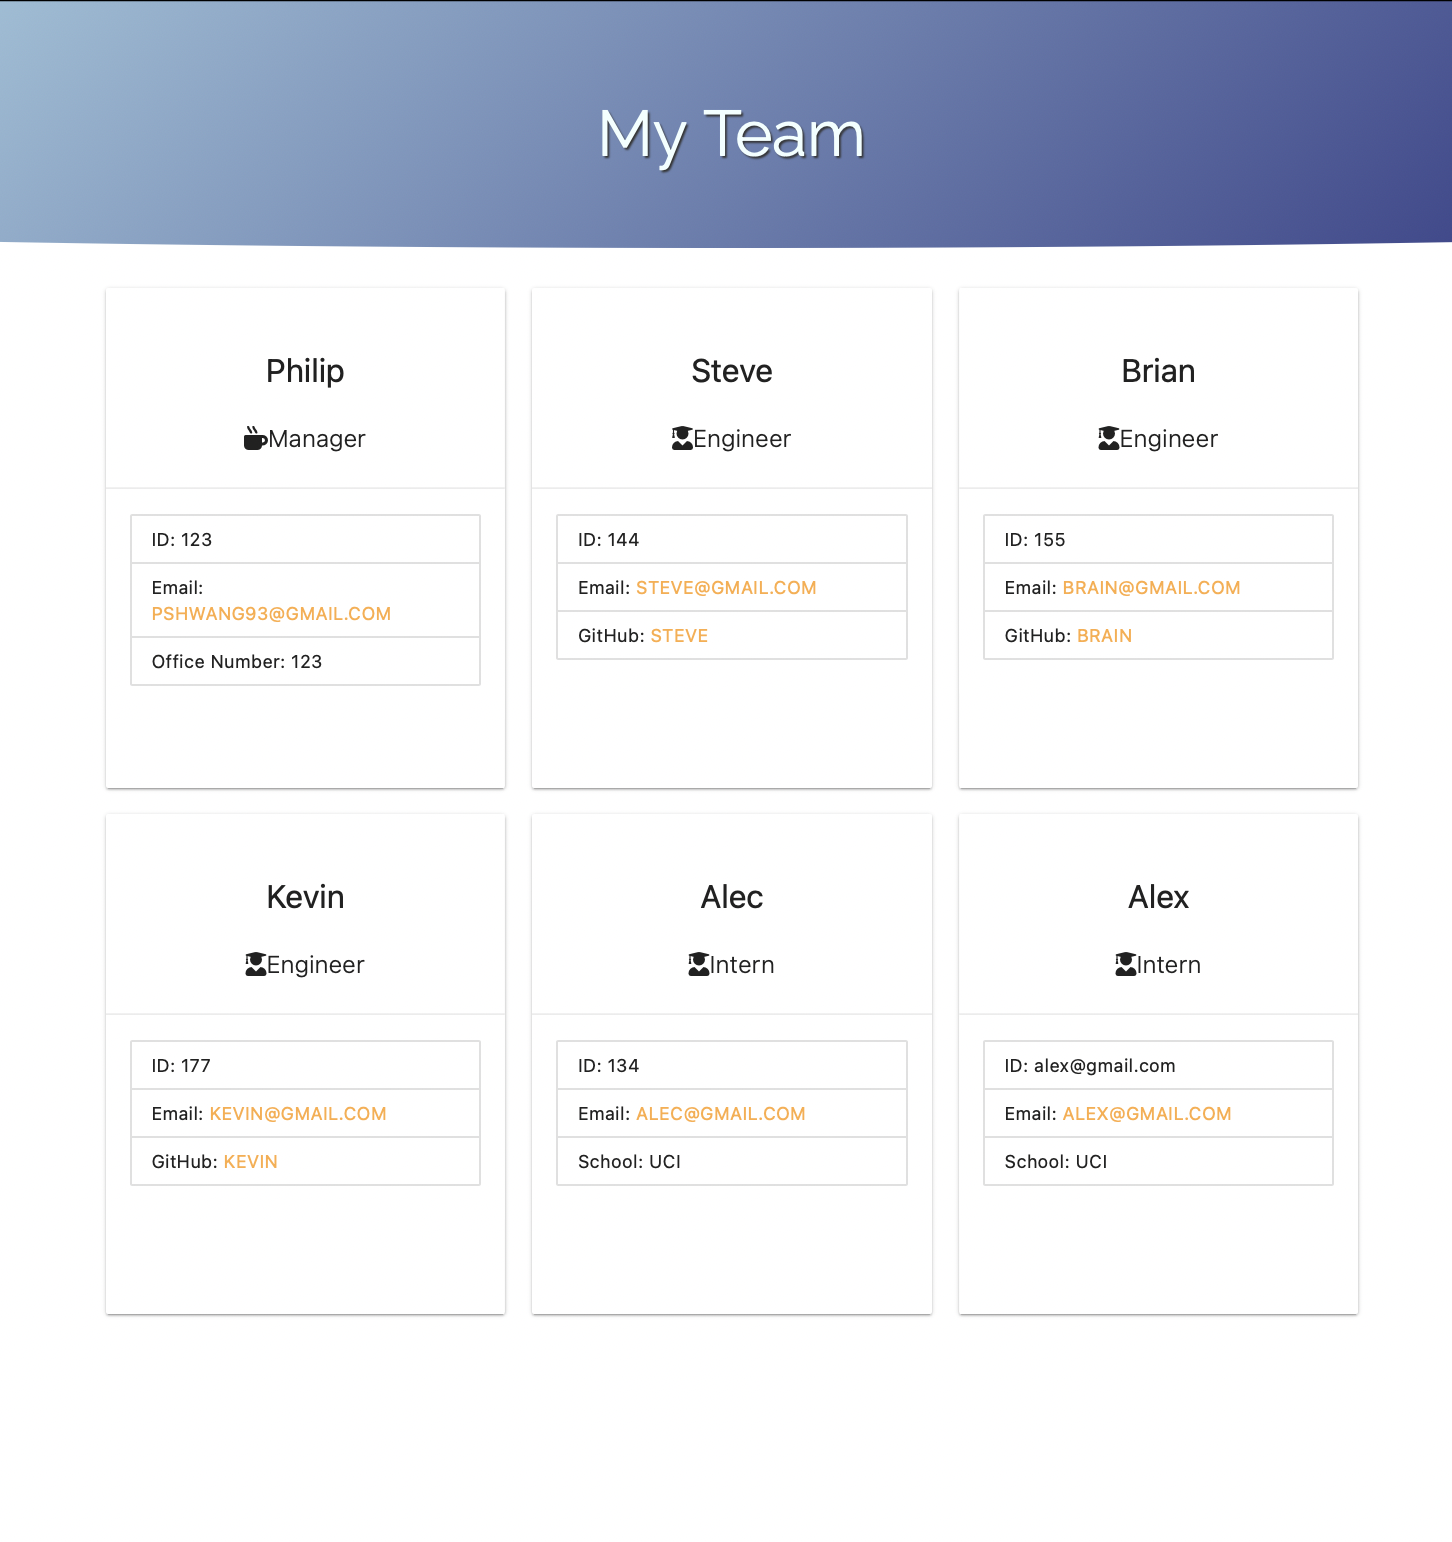 My Team
Philip
Manager
ID: 123
Email:
PSHWANG93@GMAIL.COM
Office Number: 123
Steve
Engineer
ID: 144
Email: STEVE@GMAIL.COM
GitHub: STEVE
Brian
Engineer
ID: 155
Email: BRAIN@GMAIL.COM
GitHub: BRAIN
Kevin
Engineer
ID: 177
Email: KEVIN@GMAIL.COM
GitHub: KEVIN
Alec
Intern
ID: 134
Email: ALEC@GMAIL.COM
School: UCI
Alex
Intern
ID: alex@gmail.com
Email: ALEX@GMAIL.COM
School: UCI